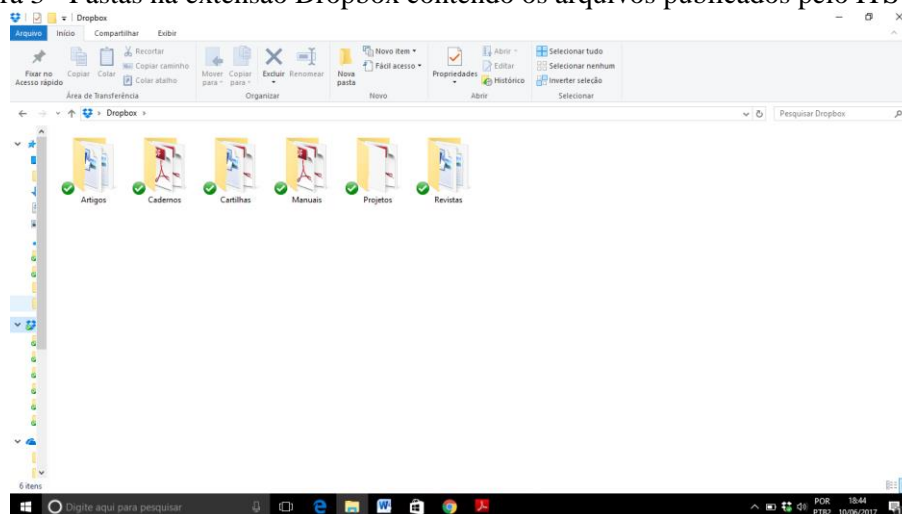 3 - Pastas na extensão Dropbox contendo os arquivos publicados pelo ITS
Dropbox
Arquivo Início Compartilhar Exibir
Fixar no Acesso rápido
Copiar
Colar
Recortar
Copiar caminho
Colar atalho
Mover para
Copiar para
Excluir
Renomear
Nova pasta
Novo item
Fácil acesso
Propriedades
Abrir
Editar
Histórico
Selecionar tudo
Selecionar nenhum
Inverter seleção
Área de Transferência Organizar Novo Abrir Selecionar
Dropbox
Pesquisar Dropbox
Artigos Cadernos Cartilhas Manuais Projetos Revistas
6 itens
Digite aqui para pesquisar
POR 18:44
PTB2 10/06/2017